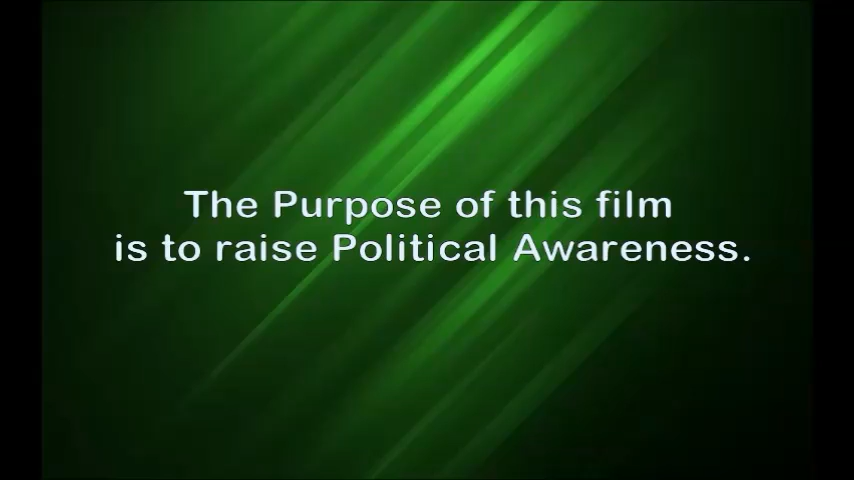 The Purpose of this film
is to raise Political Awareness.